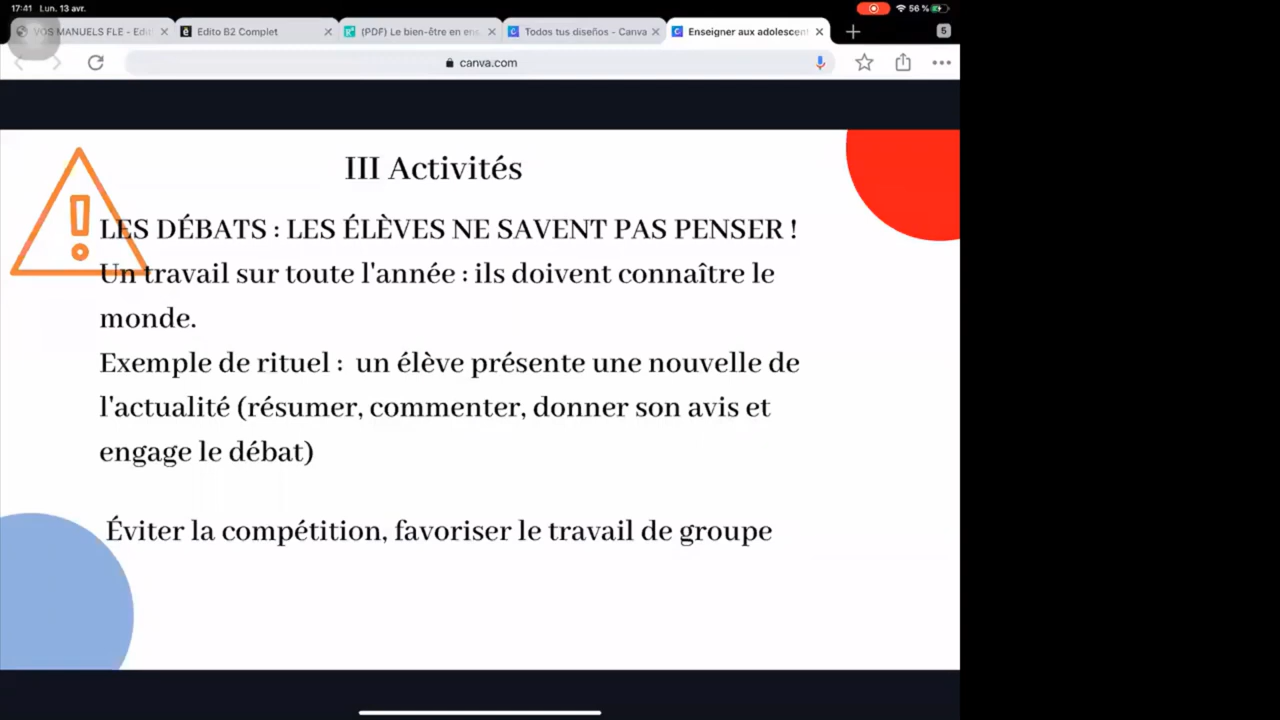 17:41 Lun. 13 avr.
56 %
VOS MANUELS FLE - Edit
Edito B2 Complet
(PDF) Le bien-être en en
Todos tus diseños - Canva
Enseigner aux adolescent
5
canva.com
III Activités
LES DÉBATS : LES ÉLÈVES NE SAVENT PAS PENSER !
Un travail sur toute l'année : ils doivent connaître le
monde.
Exemple de rituel : un élève présente une nouvelle de
l'actualité (résumer, commenter, donner son avis et
engage le débat)
Éviter la compétition, favoriser le travail de groupe